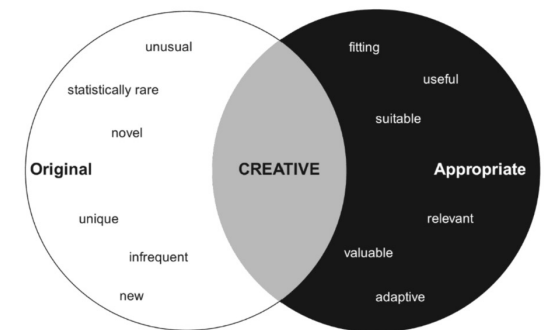 unusual
statistically rare
novel
Original
unique
infrequent
new
CREATIVE
fitting
useful
suitable
Appropriate
relevant
valuable
adaptive